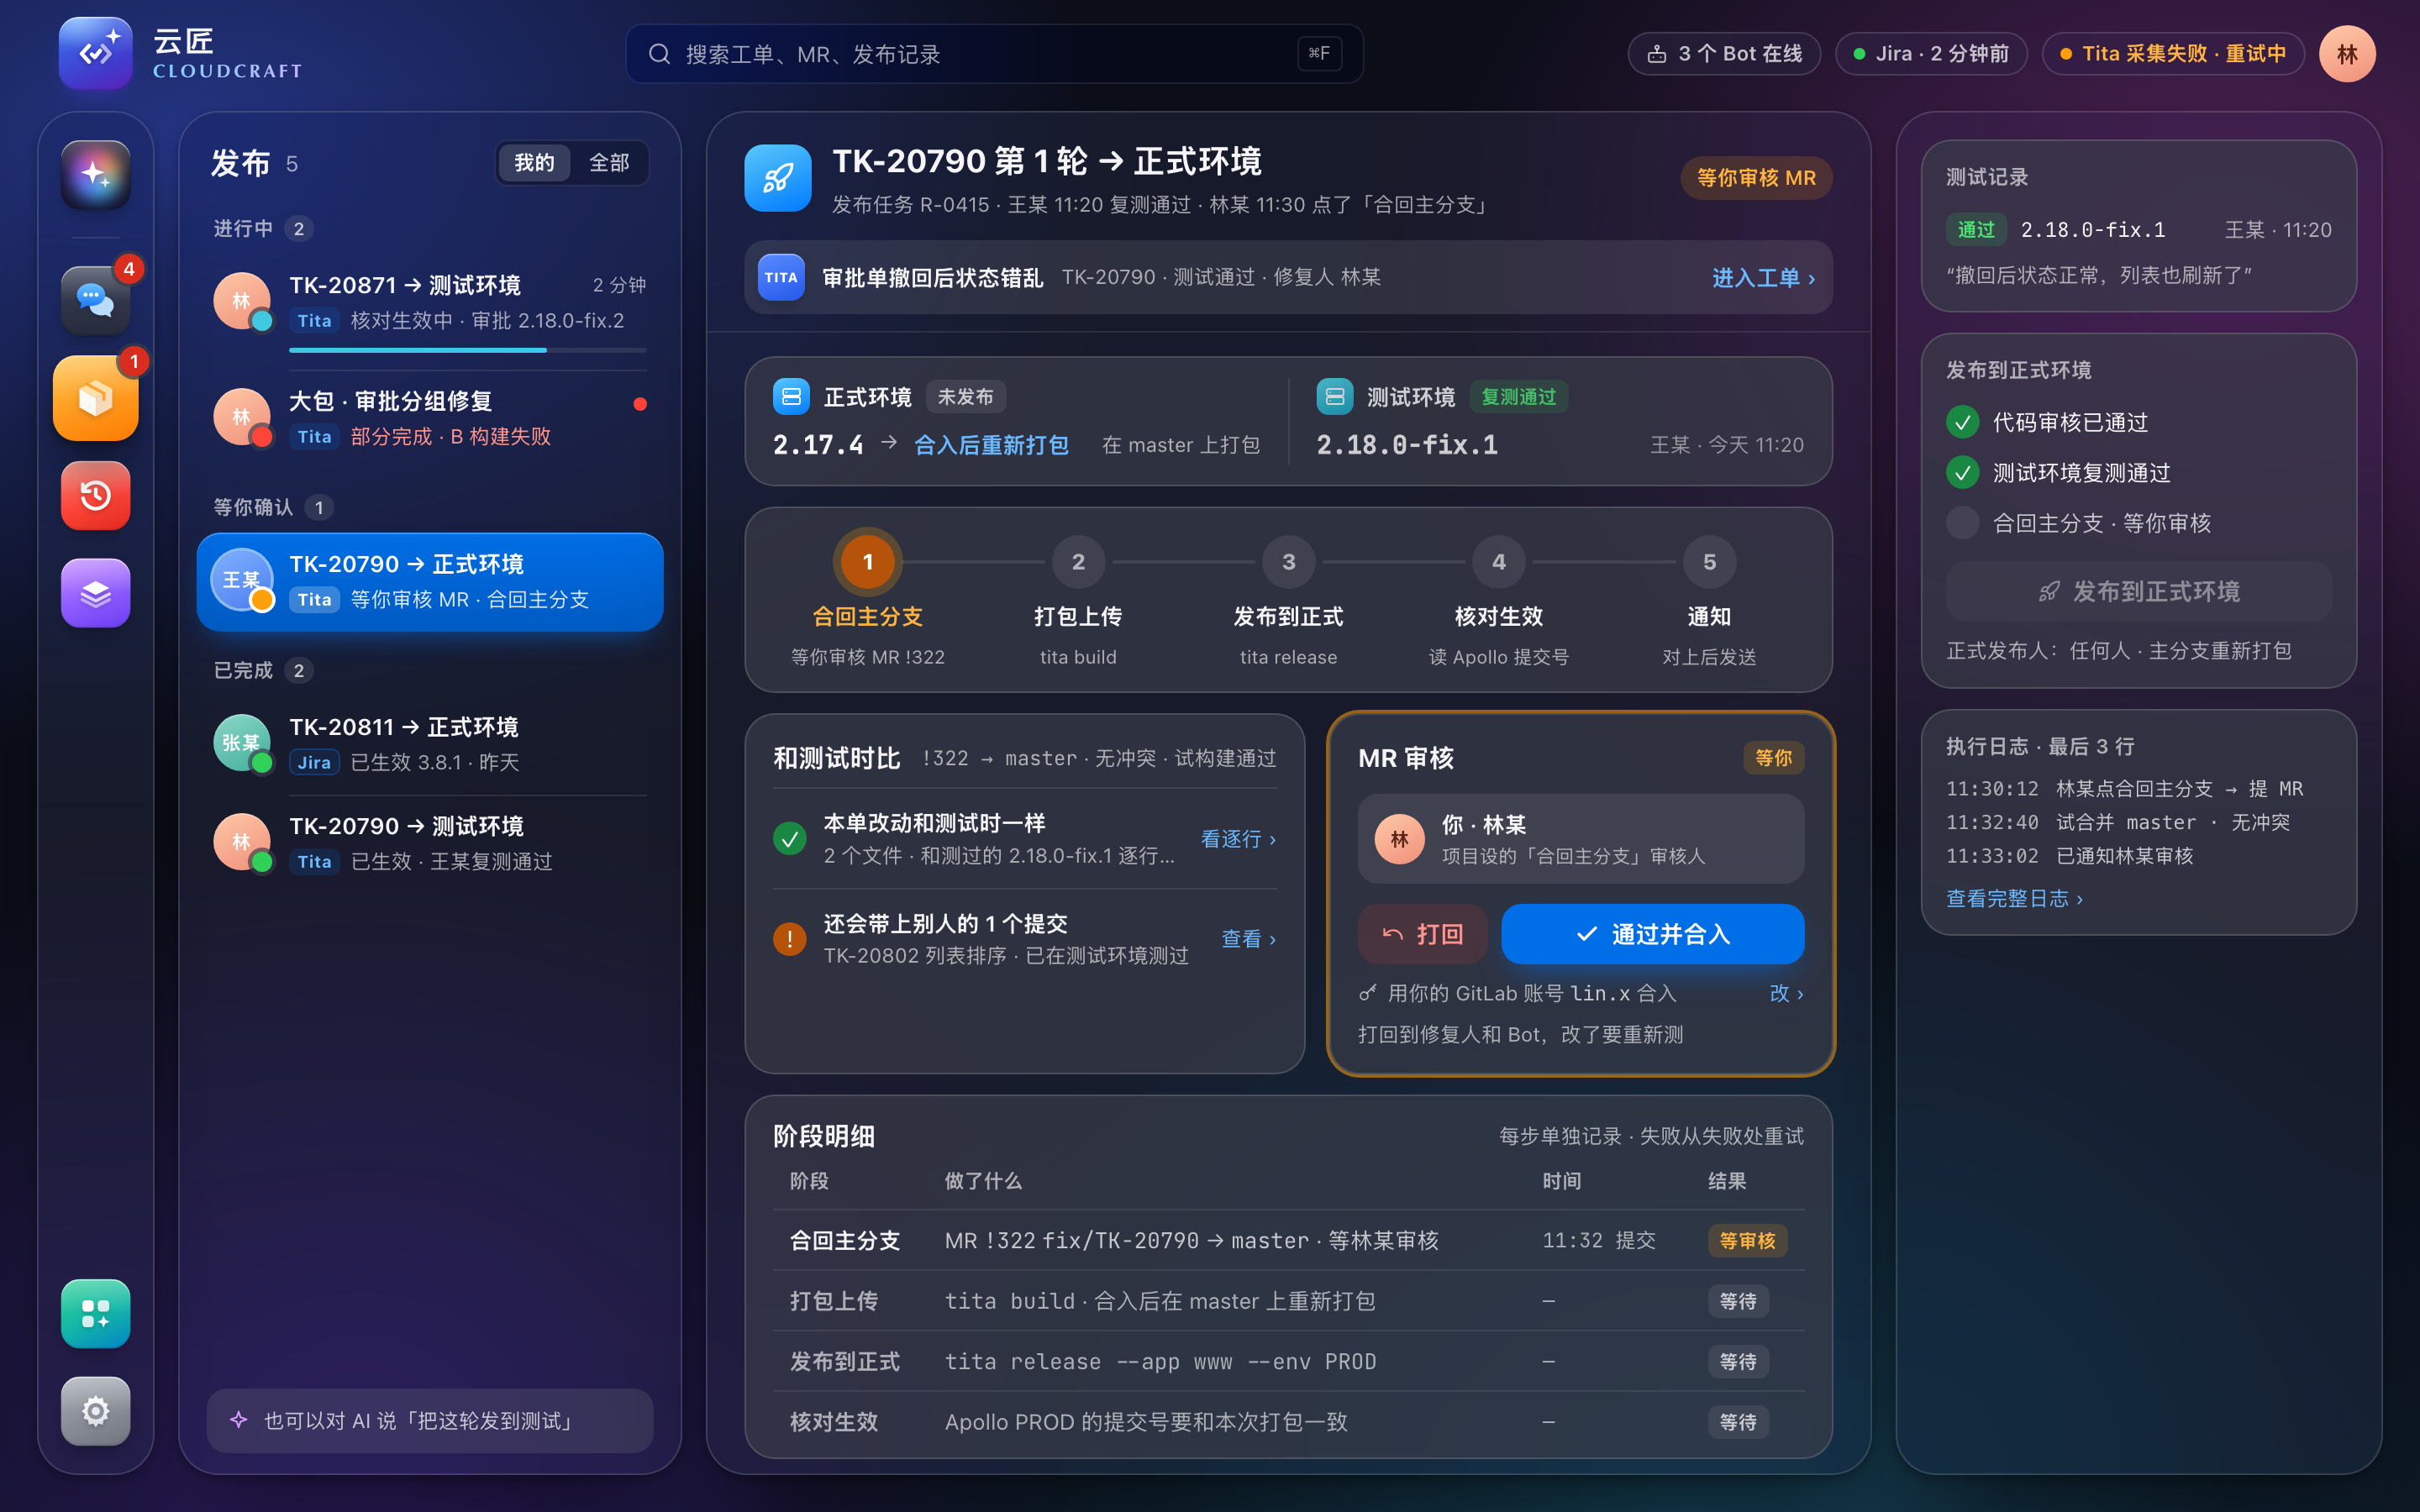 云匠
CLOUDCRAFT
搜索工单、MR、发布记录
⌘F
3 个 Bot 在线
Jira · 2 分钟前
Tita 采集失败 · 重试中
林
4
1
发布 5
我的 全部
进行中 2
林
TK-20871 → 测试环境 2 分钟
Tita 核对生效中 · 审批 2.18.0-fix.2
林
大包 · 审批分组修复
Tita 部分完成 · B 构建失败
等你确认 1
王某
TK-20790 → 正式环境
Tita 等你审核 MR · 合回主分支
已完成 2
张某
TK-20811 → 正式环境
Jira 已生效 3.8.1 · 昨天
林
TK-20790 → 测试环境
Tita 已生效 · 王某复测通过
也可以对 AI 说「把这轮发到测试」
TK-20790 第 1 轮 → 正式环境
发布任务 R-0415 · 王某 11:20 复测通过 · 林某 11:30 点了「合回主分支」
等你审核 MR
TITA 审批单撤回后状态错乱 TK-20790 · 测试通过 · 修复人 林某 进入工单 ›
正式环境 未发布
2.17.4 → 合入后重新打包 在 master 上打包
测试环境 复测通过
2.18.0-fix.1 王某 · 今天 11:20
1 2 3 4 5
合回主分支 打包上传 发布到正式 核对生效 通知
等你审核 MR !322 tita build tita release 读 Apollo 提交号 对上后发送
和测试时比 !322 → master · 无冲突 · 试构建通过
本单改动和测试时一样
2 个文件 · 和测过的 2.18.0-fix.1 逐行… 看逐行 ›
! 还会带上别人的 1 个提交
TK-20802 列表排序 · 已在测试环境测过 查看 ›
MR 审核 等你
林
你 · 林某
项目设的「合回主分支」审核人
打回 通过并合入
用你的 GitLab 账号 lin.x 合入 改 ›
打回到修复人和 Bot，改了要重新测
阶段明细 每步单独记录 · 失败从失败处重试
阶段 做了什么 时间 结果
合回主分支 MR !322 fix/TK-20790 → master · 等林某审核 11:32 提交 等审核
打包上传 tita build · 合入后在 master 上重新打包 — 等待
发布到正式 tita release --app www --env PROD — 等待
核对生效 Apollo PROD 的提交号要和本次打包一致 — 等待
测试记录
通过 2.18.0-fix.1 王某 · 11:20
“撤回后状态正常，列表也刷新了”
发布到正式环境
代码审核已通过
测试环境复测通过
合回主分支 · 等你审核
发布到正式环境
正式发布人：任何人 · 主分支重新打包
执行日志 · 最后 3 行
11:30:12 林某点合回主分支 → 提 MR
11:32:40 试合并 master · 无冲突
11:33:02 已通知林某审核
查看完整日志 ›